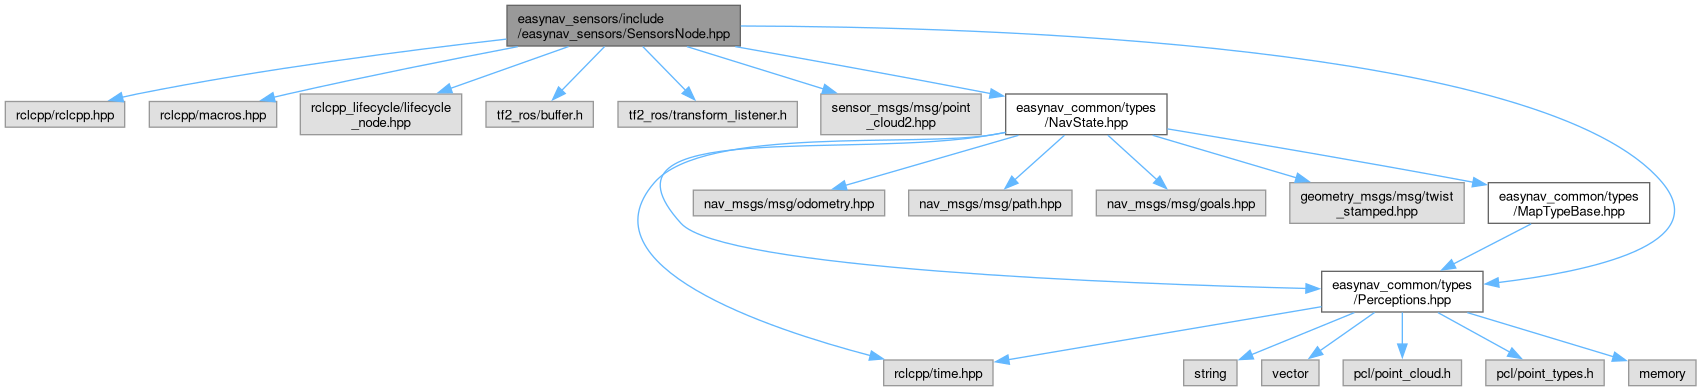 easynav_sensors/include
/easynav_sensors/SensorsNode.hpp
rclcpp/rclcpp.hpp
rclcpp/macros.hpp
rclcpp_lifecycle/lifecycle
_node.hpp
tf2_ros/buffer.h
tf2_ros/transform_listener.h
sensor_msgs/msg/point
_cloud2.hpp
easynav_common/types
/NavState.hpp
nav_msgs/msg/odometry.hpp
nav_msgs/msg/path.hpp
nav_msgs/msg/goals.hpp
geometry_msgs/msg/twist
_stamped.hpp
easynav_common/types
/MapTypeBase.hpp
easynav_common/types
/Perceptions.hpp
rclcpp/time.hpp
string
vector
pcl/point_cloud.h
pcl/point_types.h
memory